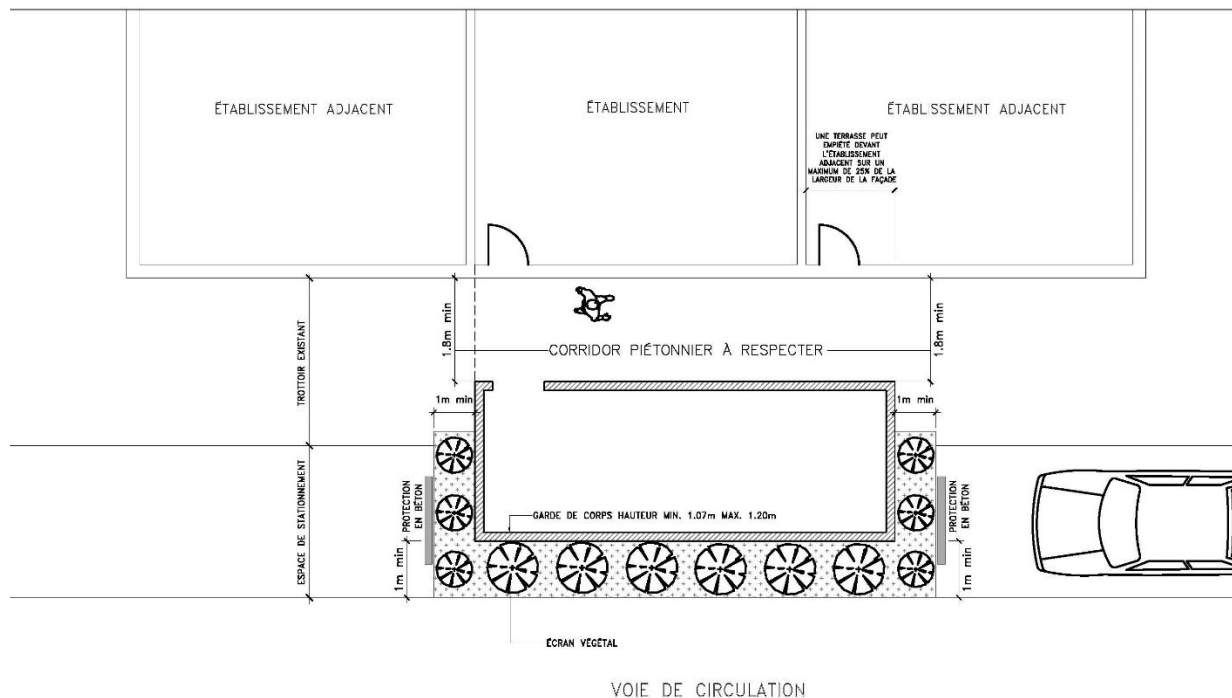 ÉTABLISSEMENT ADJACENT
ÉTABLISSEMENT
ÉTABLISSEMENT ADJACENT
UNE TERRASSE PEUT
EMPIÉTÉ DEVANT
L'ÉTABLISSEMENT
ADJACENT SUR UN
MAXIMUM DE 25% DE LA
LARGEUR DE LA FAÇADE
TROTTOIR EXISTANT
1.8m min
CORRIDOR PIÉTONNIER À RESPECTER
1.8m min
1m min
1m min
ESPACE DE STATIONNEMENT
PROTECTION
EN BÉTON
GARDE DE CORPS HAUTEUR MIN. 1.07m MAX. 1.20m
PROTECTION
EN BÉTON
1m min
1m min
ÉCRAN VÉGÉTAL
VOIE DE CIRCULATION